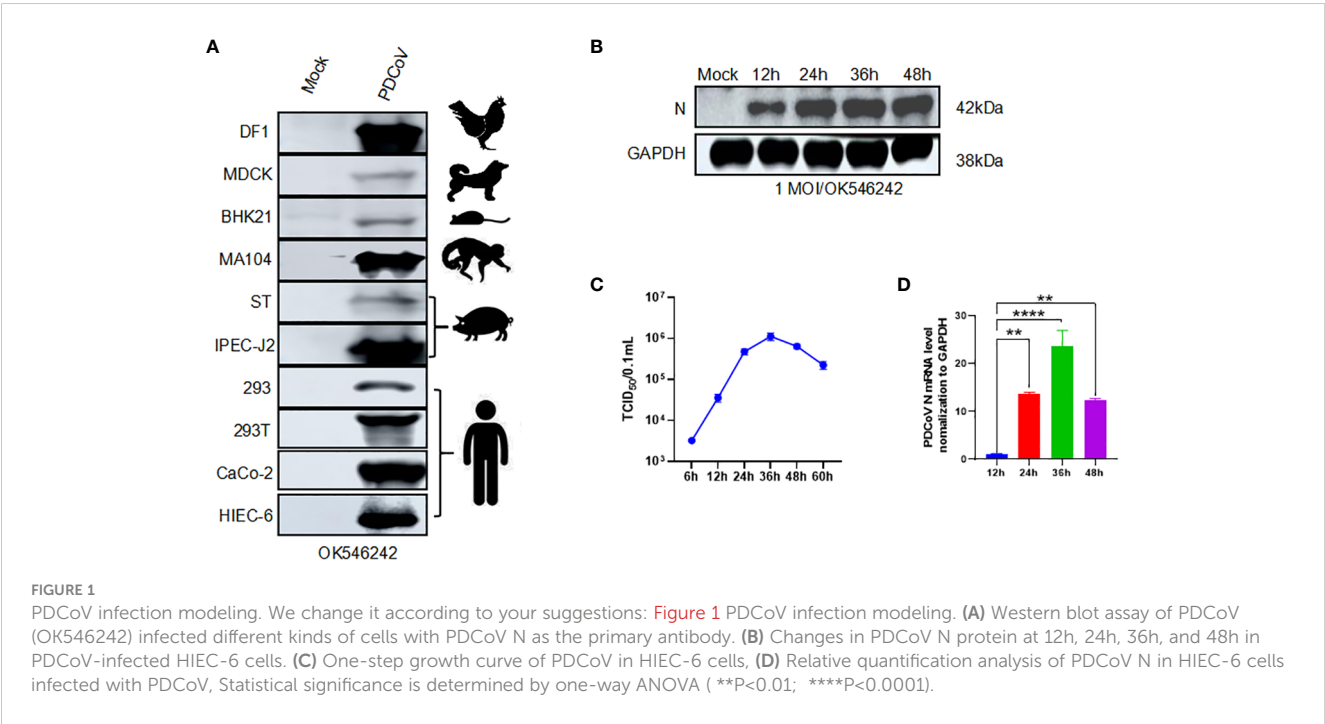 A
Mock
PDCoV
DF1
MDCK
BHK21
MA104
ST
IPEC-J2
293
293T
CaCo-2
HIEC-6
OK546242
B
Mock 12h 24h 36h 48h
N 42kDa
GAPDH 38kDa
1 MOI/OK546242
C
TCID50/0.1mL
10⁷
10⁶
10⁵
10⁴
10³
6h 12h 24h 36h 48h 60h
D
PDCoV N mRNA level
nomalization to GAPDH
**
****
**
30
20
10
0
12h 24h 36h 48h
FIGURE 1
PDCoV infection modeling. We change it according to your suggestions: Figure 1 PDCoV infection modeling. (A) Western blot assay of PDCoV
(OK546242) infected different kinds of cells with PDCoV N as the primary antibody. (B) Changes in PDCoV N protein at 12h, 24h, 36h, and 48h in
PDCoV-infected HIEC-6 cells. (C) One-step growth curve of PDCoV in HIEC-6 cells, (D) Relative quantification analysis of PDCoV N in HIEC-6 cells
infected with PDCoV, Statistical significance is determined by one-way ANOVA ( **P<0.01; ****P<0.0001).